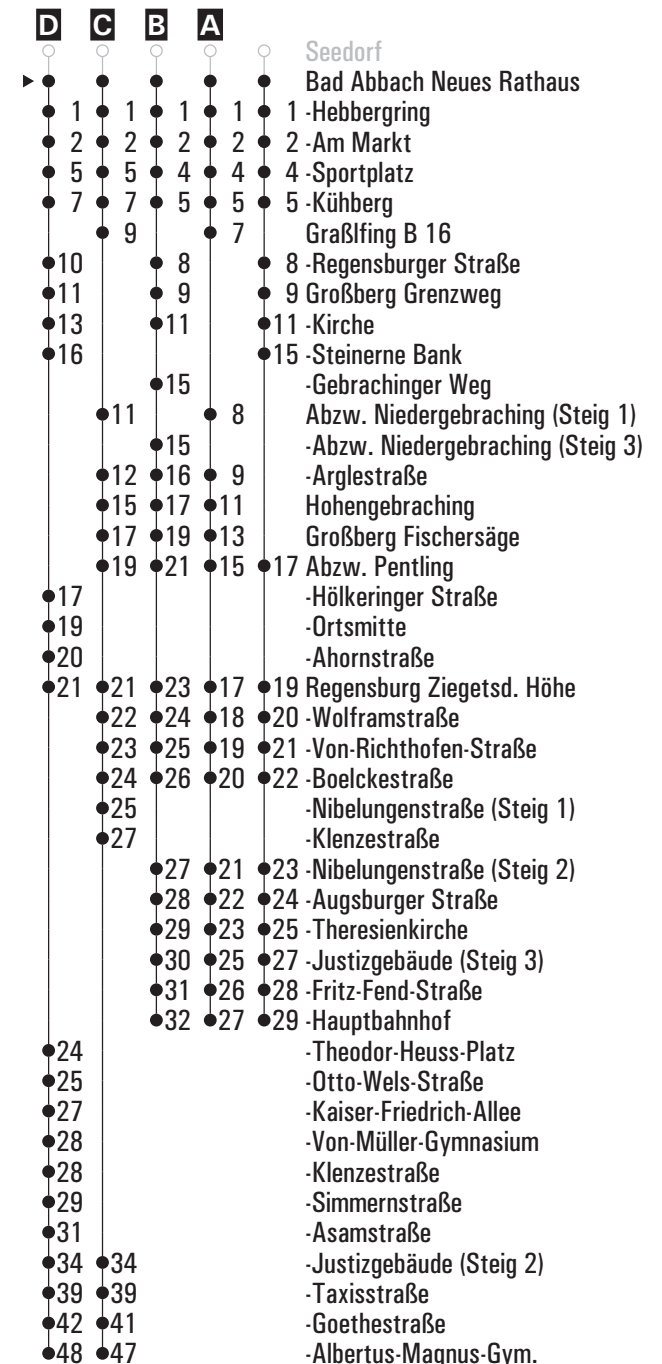 D C B A
Seedorf
Bad Abbach Neues Rathaus
1 1 1 1 1 -Hebbergring
2 2 2 2 2 -Am Markt
5 5 4 4 4 -Sportplatz
7 7 5 5 5 -Kühberg
9 7 Graßlfing B 16
10 8 8 -Regensburger Straße
11 9 9 Großberg Grenzweg
13 11 11 -Kirche
16 15 -Steinerne Bank
15 -Gebrachinger Weg
11 8 Abzw. Niedergebraching (Steig 1)
15 -Abzw. Niedergebraching (Steig 3)
12 16 9 -Arglestraße
15 17 11 Hohengebraching
17 19 13 Großberg Fischersäge
19 21 15 17 Abzw. Pentling
17 -Hölkeringer Straße
19 -Ortsmitte
20 -Ahornstraße
21 21 23 17 19 Regensburg Ziegetsd. Höhe
22 24 18 20 -Wolframstraße
23 25 19 21 -Von-Richthofen-Straße
24 26 20 22 -Boelckestraße
25 -Nibelungenstraße (Steig 1)
27 -Klenzestraße
27 21 23 -Nibelungenstraße (Steig 2)
28 22 24 -Augsburger Straße
29 23 25 -Theresienkirche
30 25 27 -Justizgebäude (Steig 3)
31 26 28 -Fritz-Fend-Straße
32 27 29 -Hauptbahnhof
24 -Theodor-Heuss-Platz
25 -Otto-Wels-Straße
27 -Kaiser-Friedrich-Allee
28 -Von-Müller-Gymnasium
28 -Klenzestraße
29 -Simmernstraße
31 -Asamstraße
34 34 -Justizgebäude (Steig 2)
39 39 -Taxisstraße
42 41 -Goethestraße
48 47 -Albertus-Magnus-Gym.